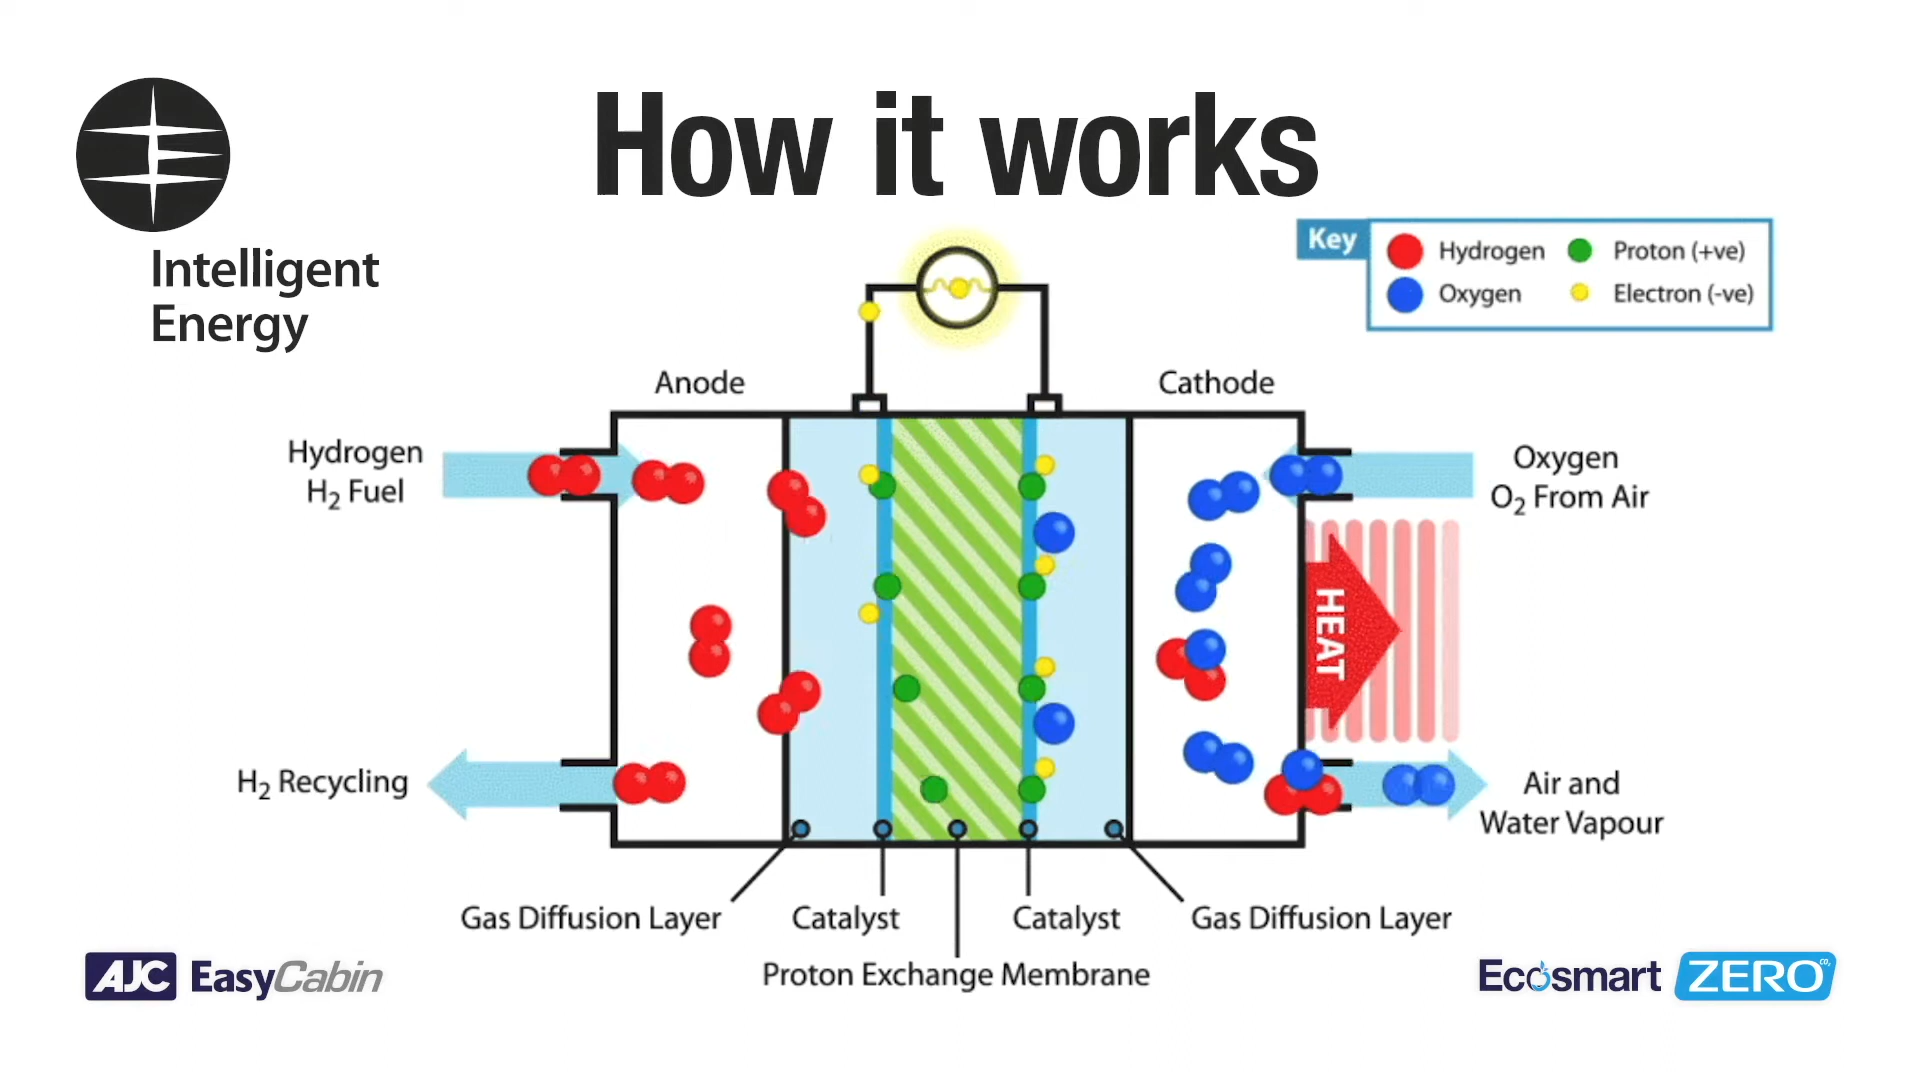 How it works
Intelligent
Energy
Key
Hydrogen
Proton (+ve)
Oxygen
Electron (-ve)
Anode
Cathode
Hydrogen
H₂ Fuel
Oxygen
O₂ From Air
HEAT
H₂ Recycling
Air and
Water Vapour
Gas Diffusion Layer
Catalyst
Catalyst
Gas Diffusion Layer
Proton Exchange Membrane
AJC EasyCabin
Ecosmart ZERO CO₂